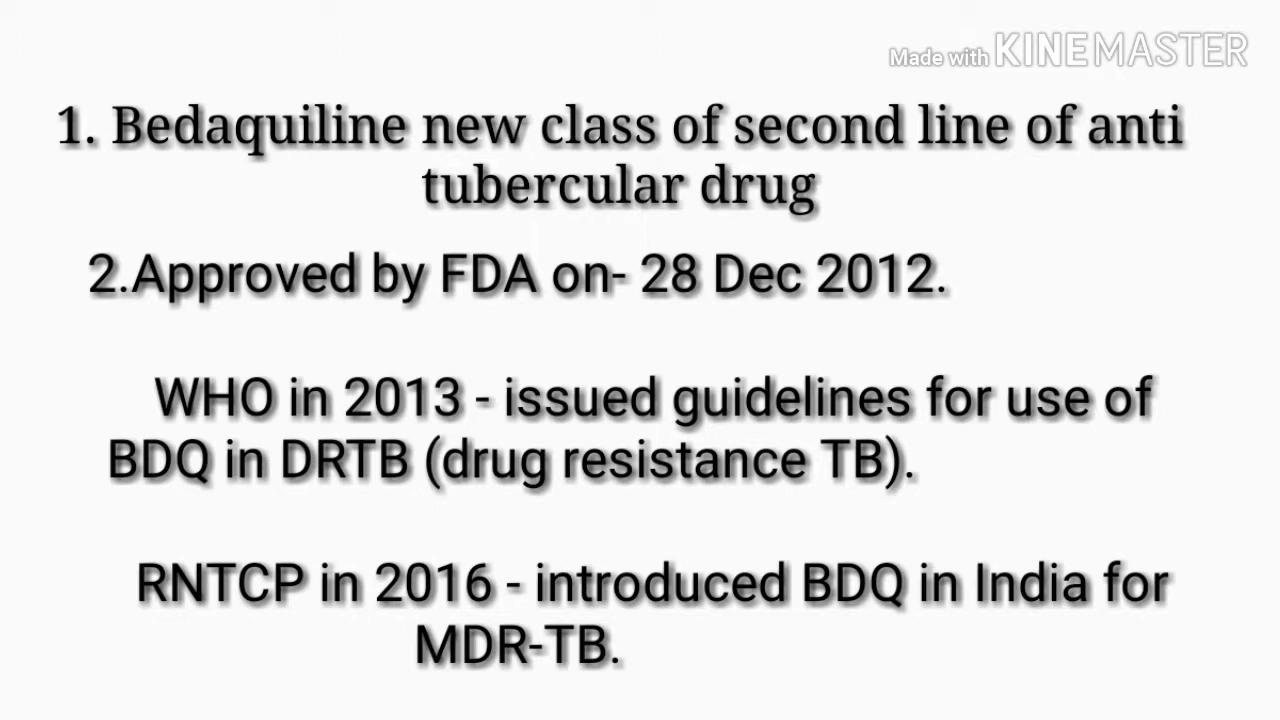 Made with KINEMASTER
1. Bedaquiline new class of second line of anti
tubercular drug
2.Approved by FDA on- 28 Dec 2012.
WHO in 2013 - issued guidelines for use of
BDQ in DRTB (drug resistance TB).
RNTCP in 2016 - introduced BDQ in India for
MDR-TB.